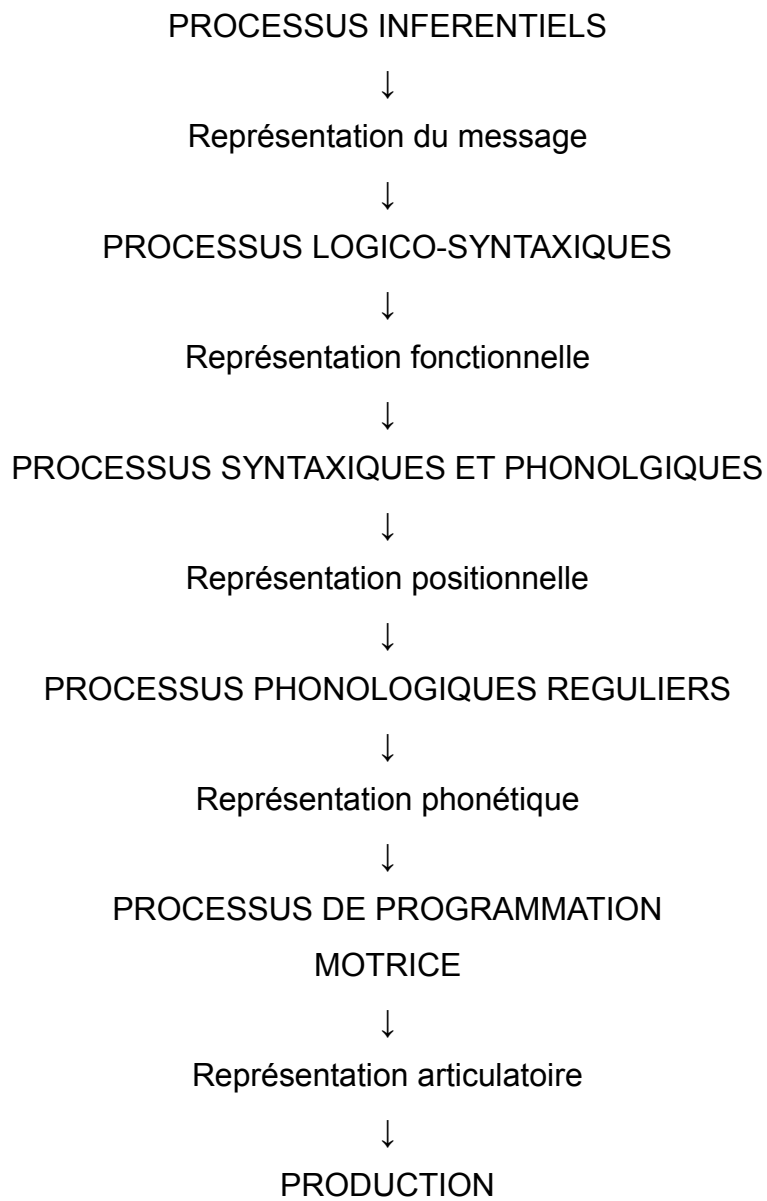 PROCESSUS INFERENTIELS
↓
Représentation du message
↓
PROCESSUS LOGICO-SYNTAXIQUES
↓
Représentation fonctionnelle
↓
PROCESSUS SYNTAXIQUES ET PHONOLGIQUES
↓
Représentation positionnelle
↓
PROCESSUS PHONOLOGIQUES REGULIERS
↓
Représentation phonétique
↓
PROCESSUS DE PROGRAMMATION
MOTRICE
↓
Représentation articulatoire
↓
PRODUCTION